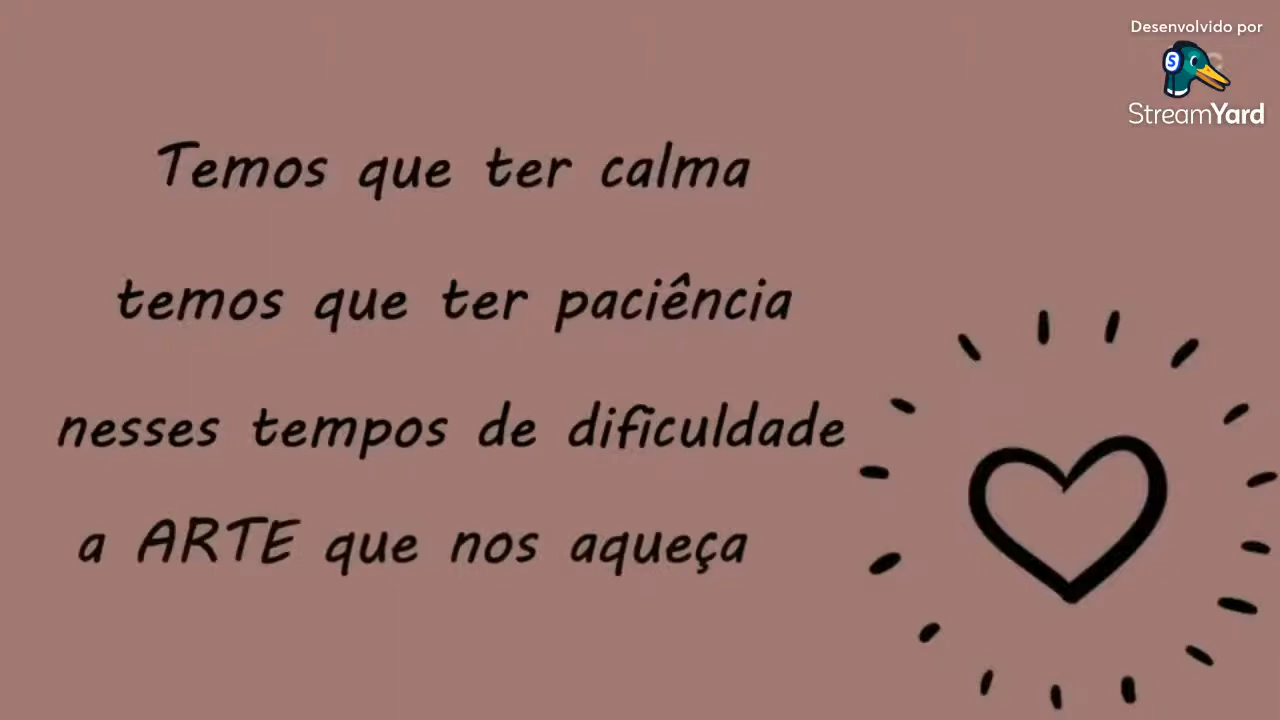 Desenvolvido por
StreamYard
Temos que ter calma
temos que ter paciência
nesses tempos de dificuldade
a ARTE que nos aqueça